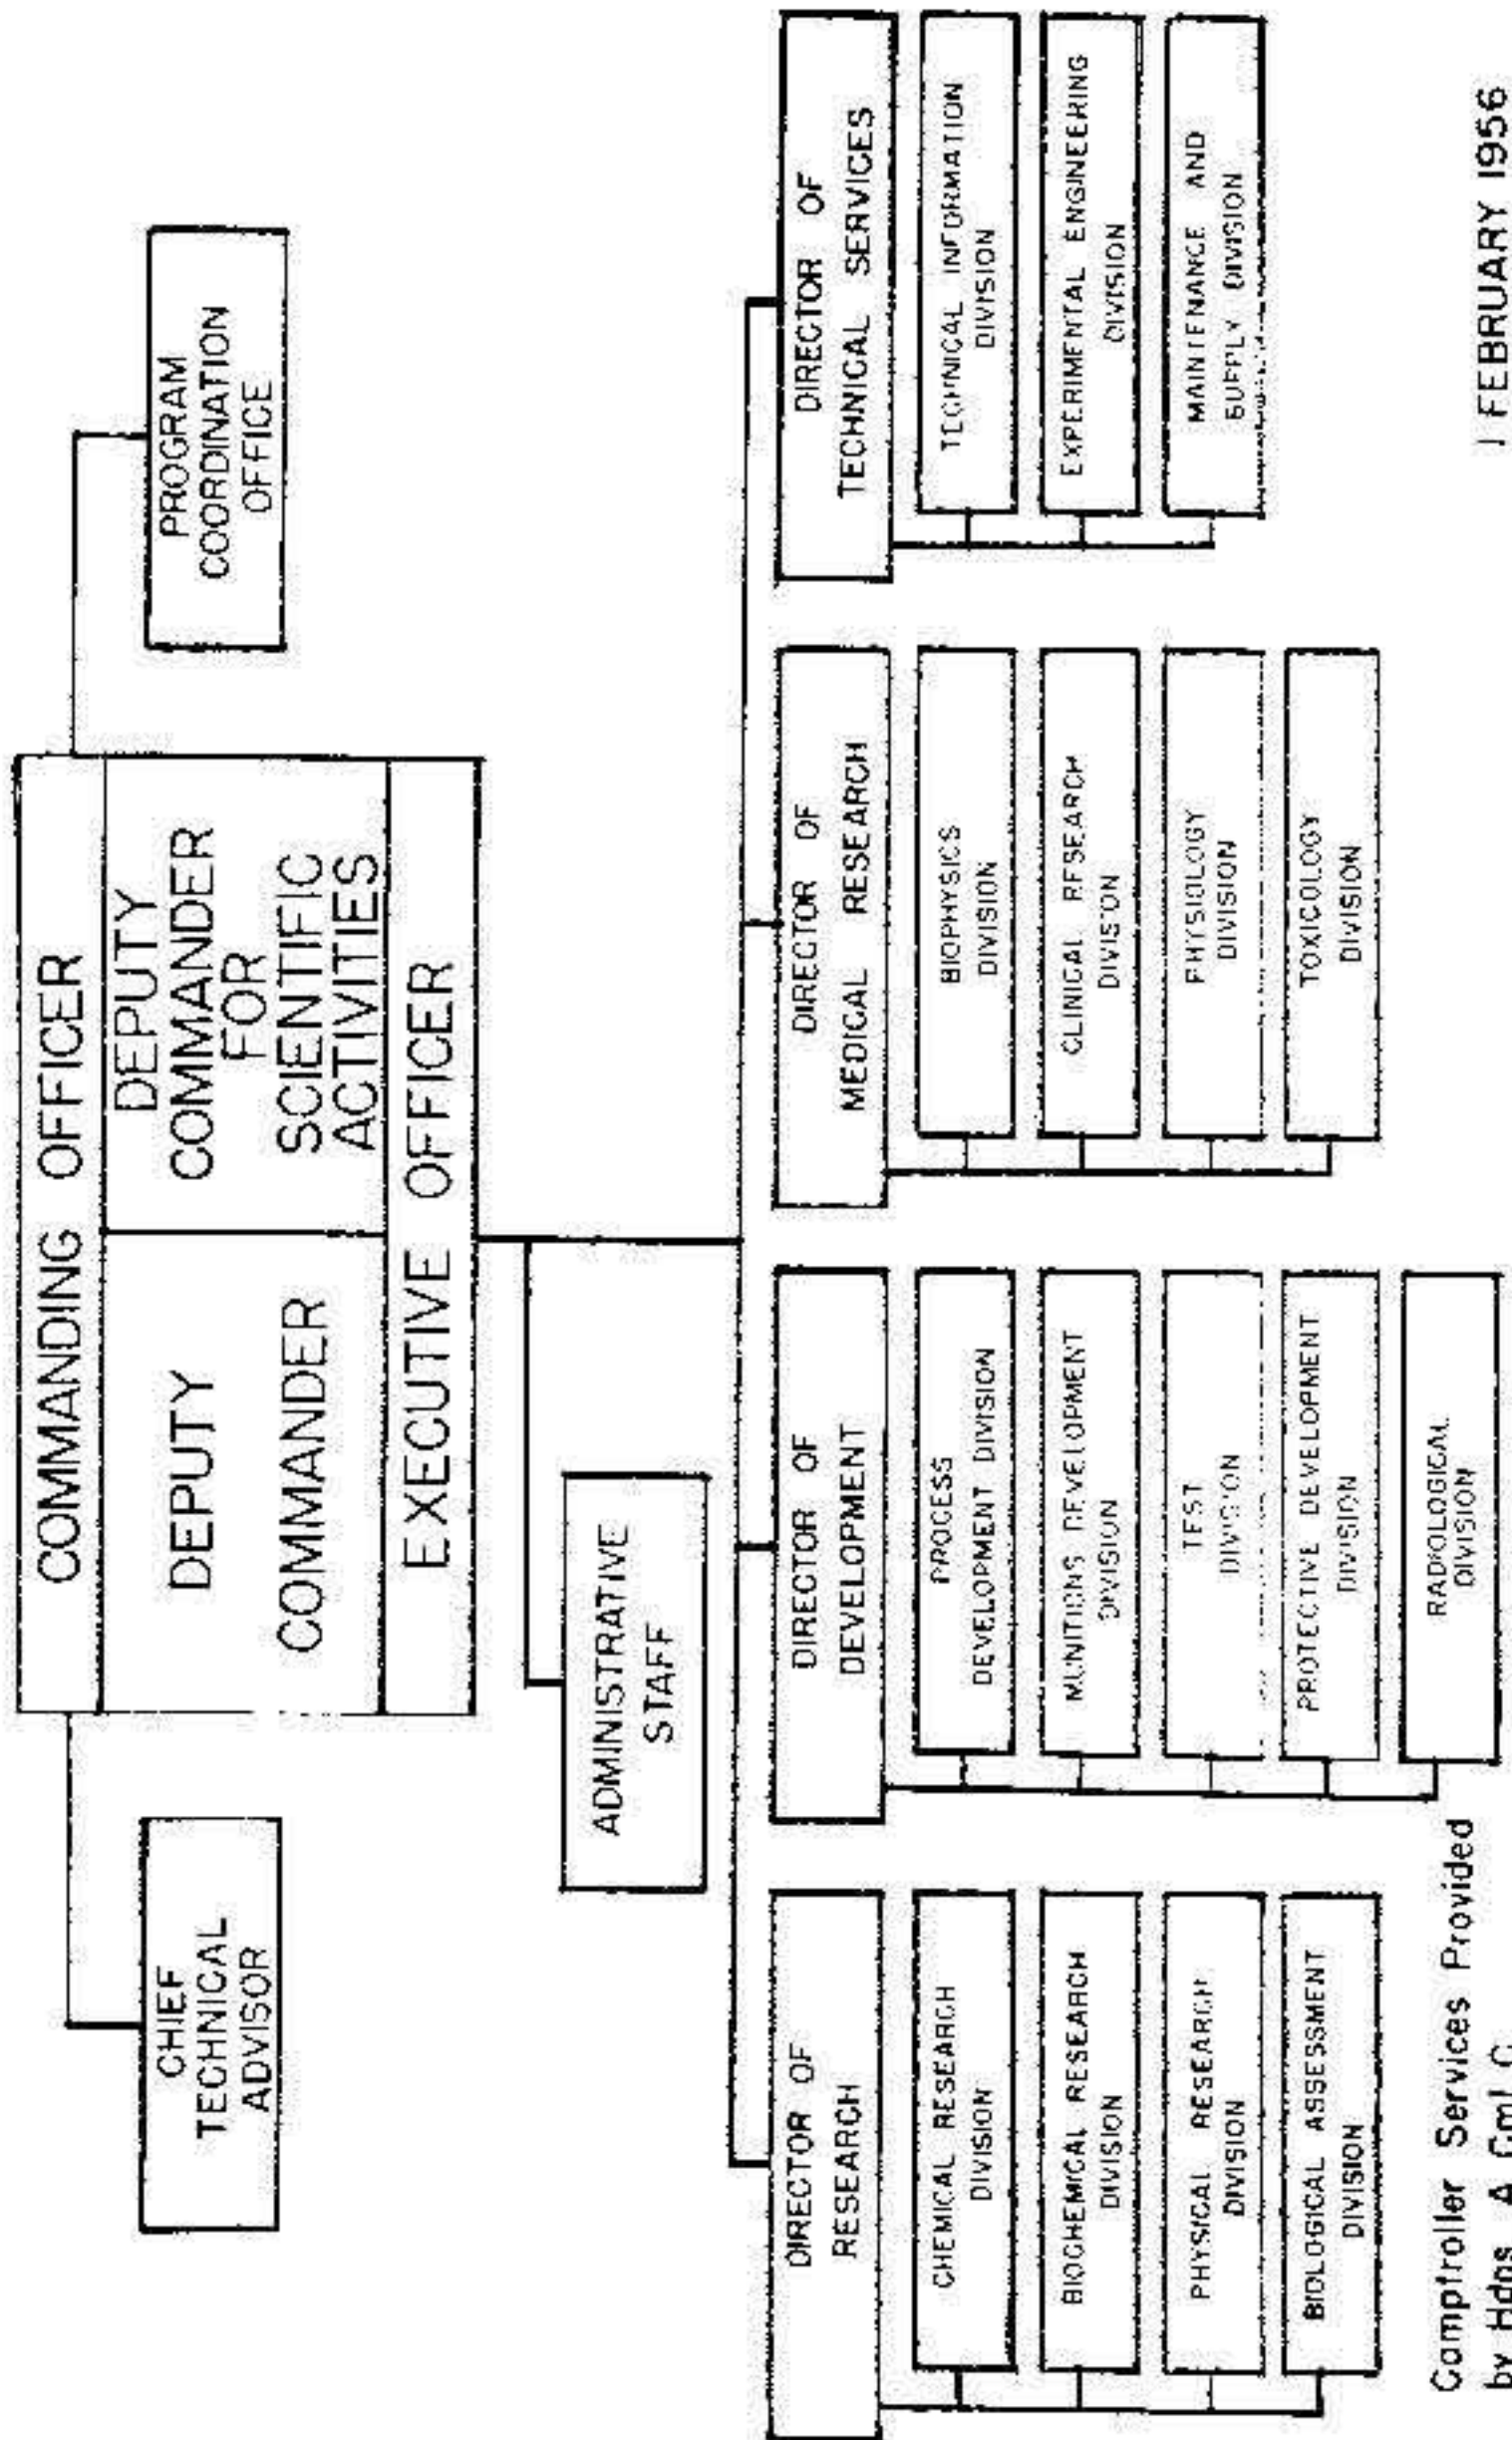 COMMANDING OFFICER
DEPUTY
COMMANDER
DEPUTY
COMMANDER
FOR
SCIENTIFIC
ACTIVITIES
EXECUTIVE OFFICER
CHIEF
TECHNICAL
ADVISOR
PROGRAM
COORDINATION
OFFICE
ADMINISTRATIVE
STAFF
DIRECTOR OF
RESEARCH
CHEMICAL RESEARCH
DIVISION
BIOCHEMICAL RESEARCH
DIVISION
PHYSICAL RESEARCH
DIVISION
BIOLOGICAL ASSESSMENT
DIVISION
DIRECTOR OF
DEVELOPMENT
PROCESS
DEVELOPMENT DIVISION
MUNITIONS DEVELOPMENT
DIVISION
TEST
DIVISION
PROTECTIVE DEVELOPMENT
DIVISION
RADIOLOGICAL
DIVISION
DIRECTOR OF
MEDICAL RESEARCH
BIOPHYSICS
DIVISION
CLINICAL RESEARCH
DIVISION
PHYSIOLOGY
DIVISION
TOXICOLOGY
DIVISION
DIRECTOR OF
TECHNICAL SERVICES
TECHNICAL INFORMATION
DIVISION
EXPERIMENTAL ENGINEERING
DIVISION
MAINTENANCE AND
SUPPLY DIVISION
Comptroller Services Provided
by Hdqs, A Cml C
1 FEBRUARY 1956